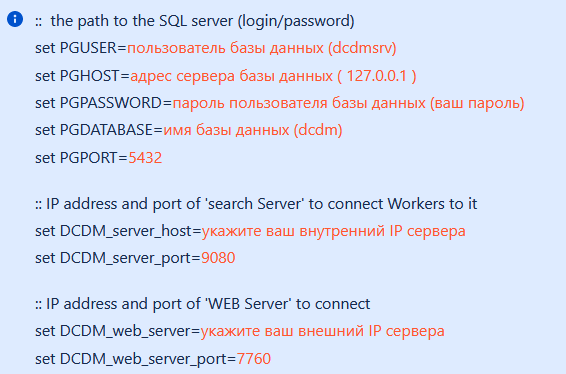 :: the path to the SQL server (login/password)
set PGUSER=пользователь базы данных (dcdmsrv)
set PGHOST=адрес сервера базы данных ( 127.0.0.1 )
set PGPASSWORD=пароль пользователя базы данных (ваш пароль)
set PGDATABASE=имя базы данных (dcdm)
set PGPORT=5432
:: IP address and port of 'search Server' to connect Workers to it
set DCDM_server_host=укажите ваш внутренний IP сервера
set DCDM_server_port=9080
:: IP address and port of 'WEB Server' to connect
set DCDM_web_server=укажите ваш внешний IP сервера
set DCDM_web_server_port=7760